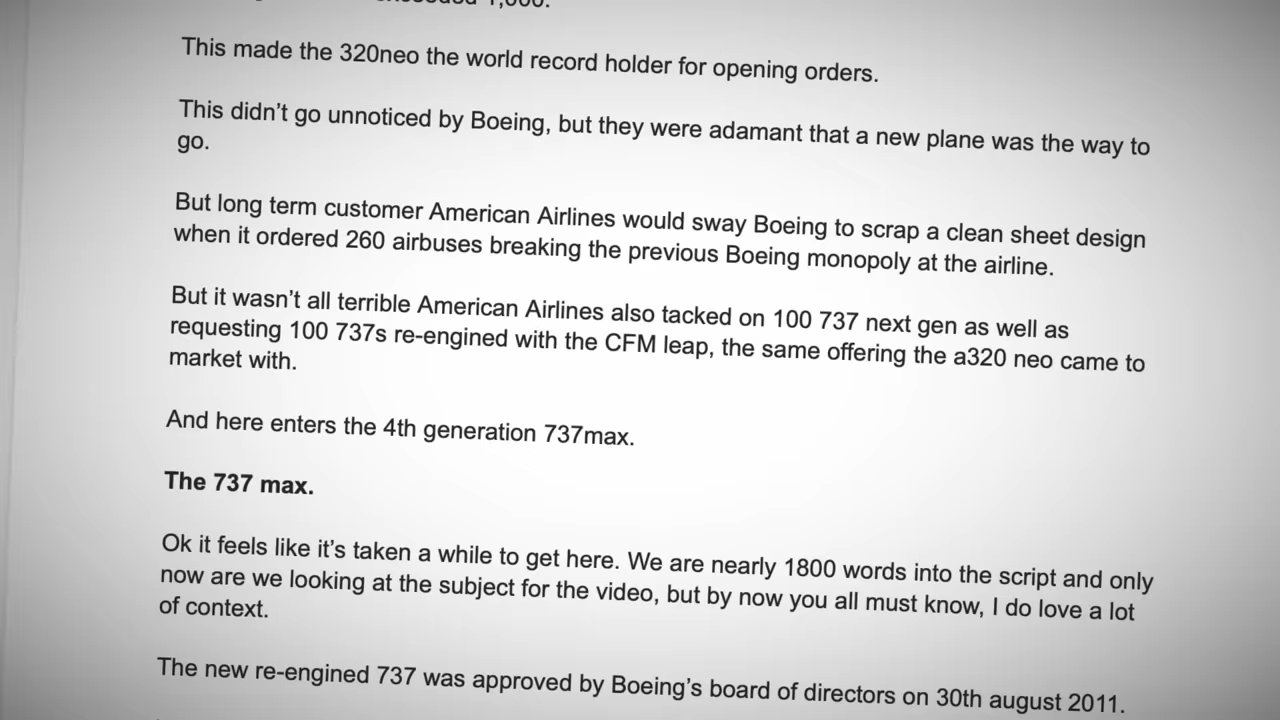 This made the 320neo the world record holder for opening orders.
This didn’t go unnoticed by Boeing, but they were adamant that a new plane was the way to
go.
But long term customer American Airlines would sway Boeing to scrap a clean sheet design
when it ordered 260 airbuses breaking the previous Boeing monopoly at the airline.
But it wasn’t all terrible American Airlines also tacked on 100 737 next gen as well as
requesting 100 737s re-engined with the CFM leap, the same offering the a320 neo came to
market with.
And here enters the 4th generation 737max.
The 737 max.
Ok it feels like it’s taken a while to get here. We are nearly 1800 words into the script and only
now are we looking at the subject for the video, but by now you all must know, I do love a lot
of context.
The new re-engined 737 was approved by Boeing’s board of directors on 30th august 2011.